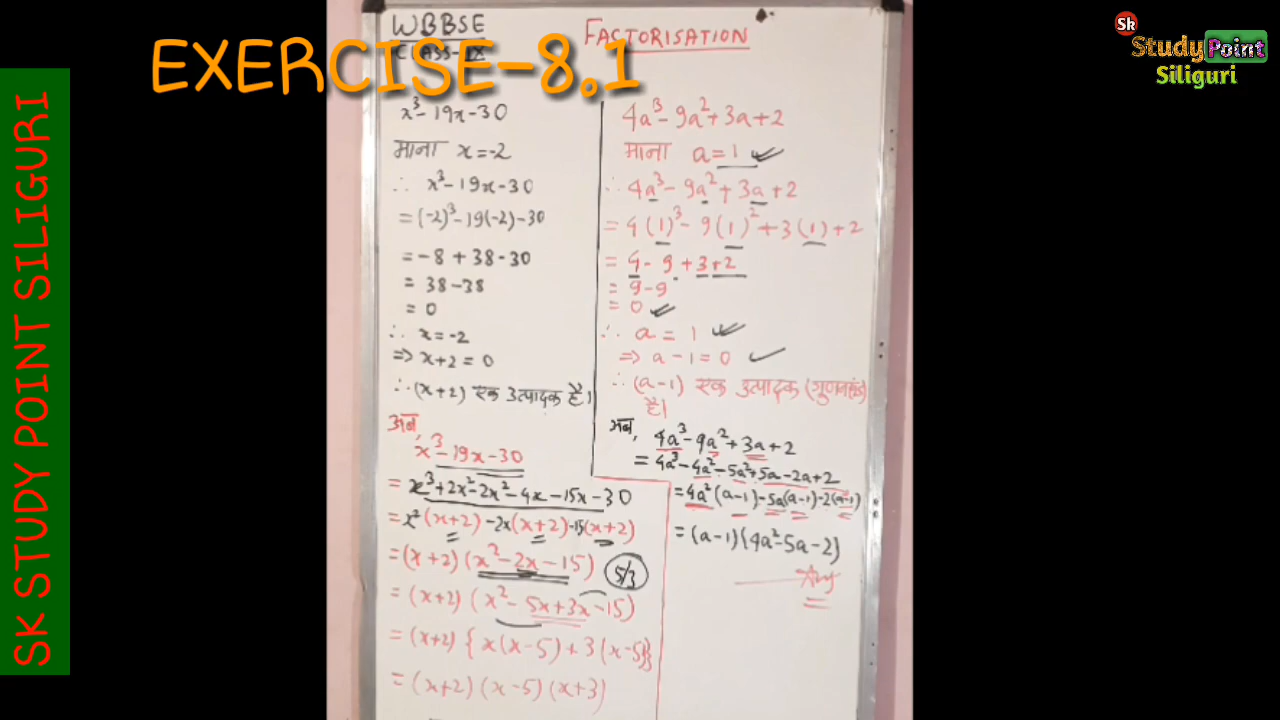 WBBSE
CLASS-IX
EXERCISE-8.1
FACTORISATION
Sk
Study Point
Siliguri
SK STUDY POINT SILIGURI
x³-19x-30
माना x=-2
∴ x³-19x-30
=(-2)³-19(-2)-30
=-8+38-30
= 38-38
= 0
∴ x=-2
=> x+2=0
∴(x+2) एक उत्पादक है।
अब,
x³-19x-30
= x³+2x²-2x²-4x-15x-30
=x²(x+2)-2x(x+2)-15(x+2)
=(x+2)(x²-2x-15) 5/3
=(x+2)(x²-5x+3x-15)
=(x+2){x(x-5)+3(x-5)}
=(x+2)(x-5)(x+3)
4a³-9a²+3a+2
माना a=1
∴ 4a³-9a²+3a+2
= 4(1)³-9(1)²+3(1)+2
= 4-9+3+2
= 9-9
= 0
∴ a = 1
=> a-1=0
∴(a-1) एक उत्पादक (गुणनखंड)
है।
अब,
4a³-9a²+3a+2
= 4a³-4a²-5a²+5a-2a+2
=4a²(a-1)-5a(a-1)-2(a-1)
=(a-1)(4a²-5a-2)
Ans